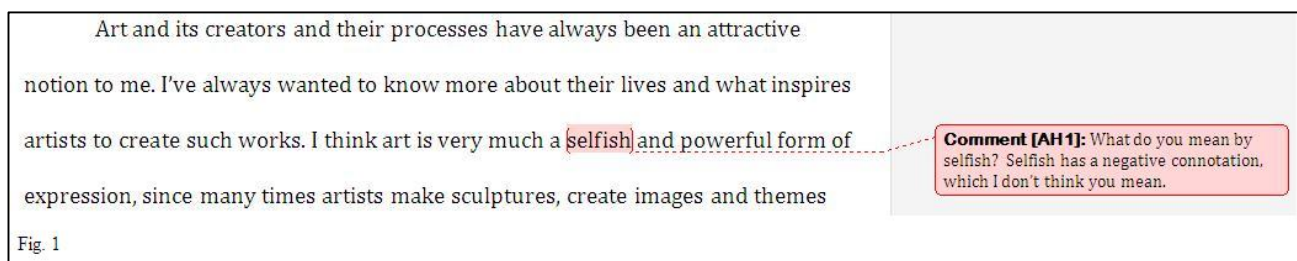 Art and its creators and their processes have always been an attractive
notion to me. I've always wanted to know more about their lives and what inspires
artists to create such works. I think art is very much a selfish and powerful form of
expression, since many times artists make sculptures, create images and themes
Comment [AH1]: What do you mean by
selfish? Selfish has a negative connotation,
which I don't think you mean.
Fig. 1